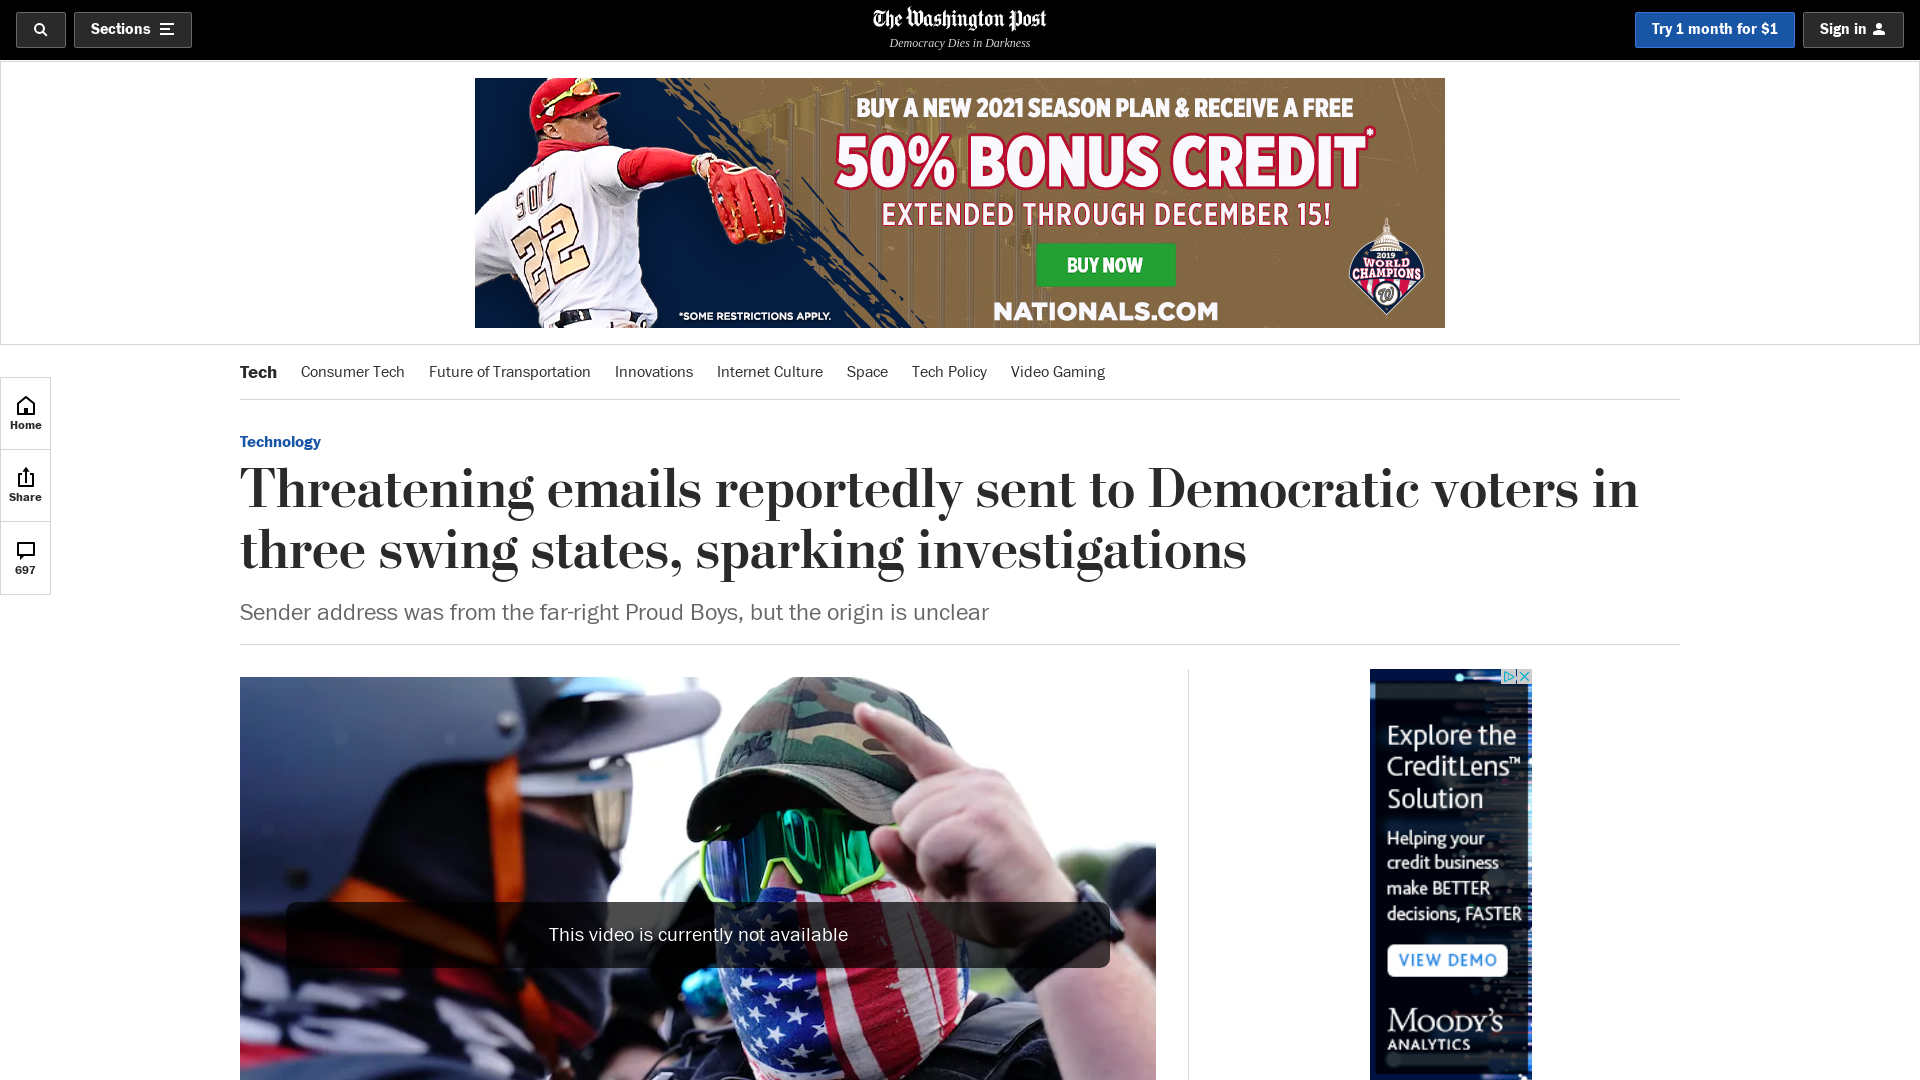 Sections
The Washington Post
Democracy Dies in Darkness
Try 1 month for $1
Sign in
BUY A NEW 2021 SEASON PLAN & RECEIVE A FREE
50% BONUS CREDIT*
EXTENDED THROUGH DECEMBER 15!
BUY NOW
NATIONALS.COM
*SOME RESTRICTIONS APPLY.
SOTO
22
2019
WORLD
CHAMPIONS
W
Tech
Consumer Tech
Future of Transportation
Innovations
Internet Culture
Space
Tech Policy
Video Gaming
Home
Share
697
Technology
Threatening emails reportedly sent to Democratic voters in
three swing states, sparking investigations
Sender address was from the far-right Proud Boys, but the origin is unclear
This video is currently not available
Explore the
CreditLens™
Solution
Helping your
credit business
make BETTER
decisions, FASTER
VIEW DEMO
MOODY'S
ANALYTICS